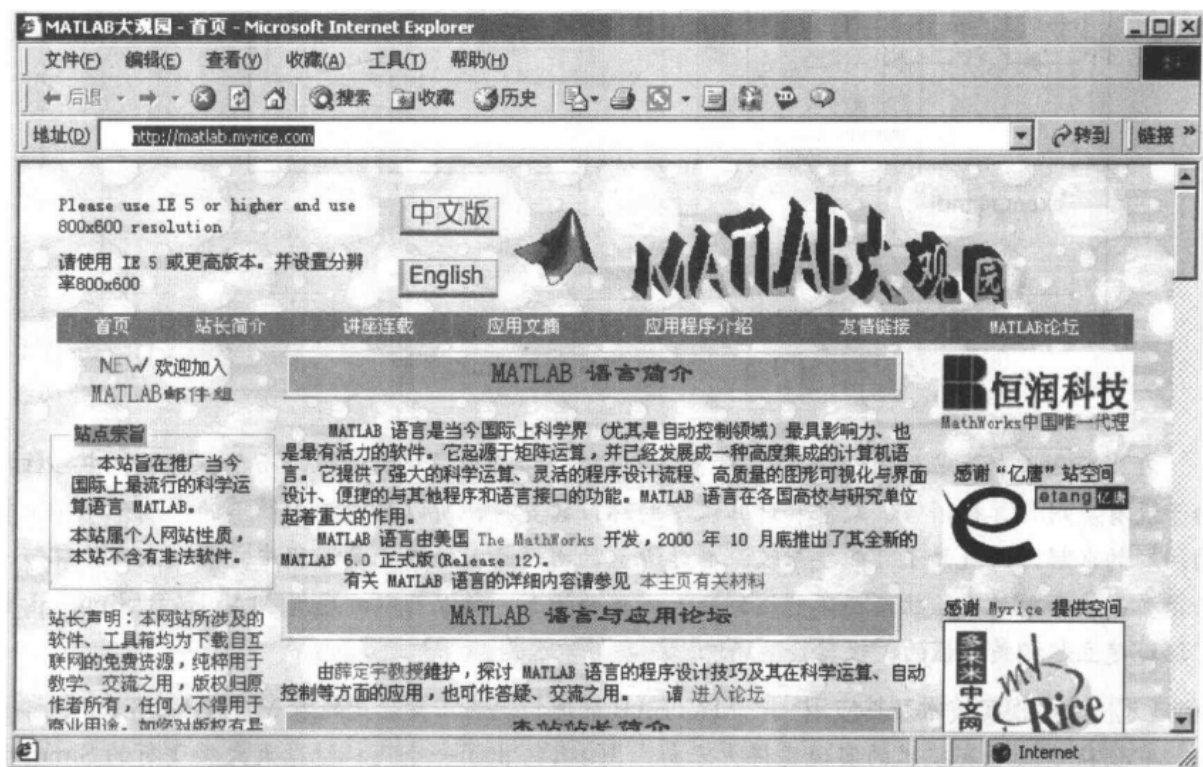 MATLAB大观园 - 首页 - Microsoft Internet Explorer
文件(F) 编辑(E) 查看(V) 收藏(A) 工具(T) 帮助(H)
后退 搜索 收藏 历史
地址(D) http://matlab.myrice.com 转到 链接 »
Please use IE 5 or higher and use
800x600 resolution
请使用 IE 5 或更高版本。并设置分辨
率800x600
中文版
English
MATLAB大观园
首页 站长简介 讲座连载 应用文摘 应用程序介绍 友情链接 MATLAB论坛
NEW 欢迎加入
MATLAB邮件组
站点宗旨
本站旨在推广当今
国际上最流行的科学运
算语言 MATLAB。
本站属个人网站性质，
本站不含有非法软件。
站长声明：本网站所涉及的
软件、工具箱均为下载自互
联网的免费资源，纯粹用于
教学、交流之用，版权归原
作者所有，任何人不得用于
商业用途。如您对版权有异
MATLAB 语言简介
MATLAB 语言是当今国际上科学界 (尤其是自动控制领域) 最具影响力、也
是最有活力的软件。它起源于矩阵运算，并已经发展成一种高度集成的计算机语
言。它提供了强大的科学运算、灵活的程序设计流程、高质量的图形可视化与界面
设计、便捷的与其他程序和语言接口的功能。MATLAB 语言在各国高校与研究单位
起着重大的作用。
MATLAB 语言由美国 The MathWorks 开发，2000 年 10 月底推出了其全新的
MATLAB 6.0 正式版(Release 12)。
有关 MATLAB 语言的详细内容请参见 本主页有关材料
MATLAB 语言与应用论坛
由薛定宇教授维护，探讨 MATLAB 语言的程序设计技巧及其在科学运算、自动
控制等方面的应用，也可作答疑、交流之用。 请 进入论坛
本站站长简介
恒润科技
MathWorks中国唯一代理
感谢“亿唐”站空间
etang 亿唐
感谢 Myrice 提供空间
多来米中文网
my Rice
Internet